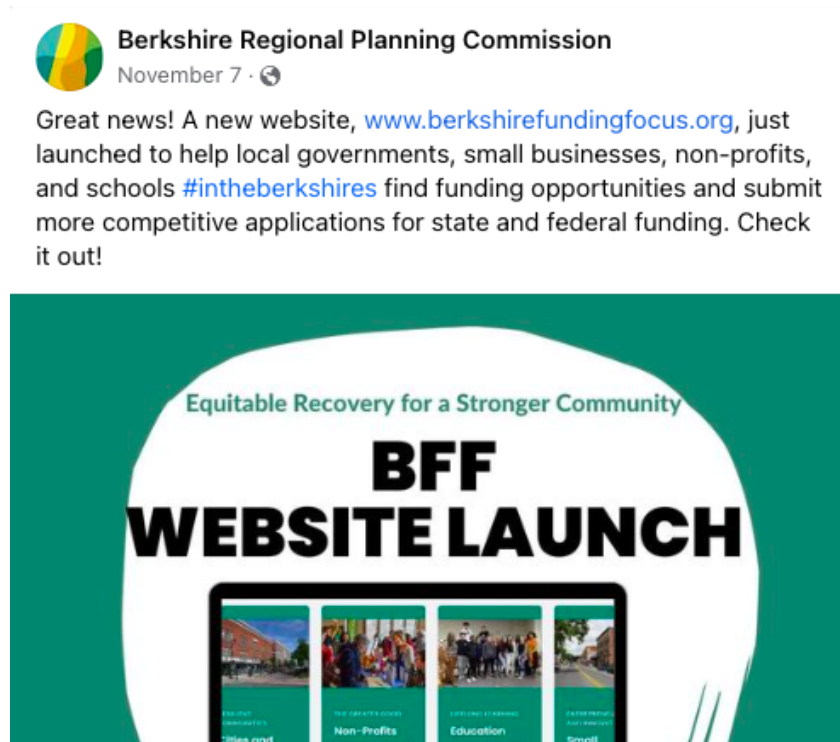 Berkshire Regional Planning Commission
November 7 ·
Great news! A new website, www.berkshirefundingfocus.org, just
launched to help local governments, small businesses, non-profits,
and schools #intheberkshires find funding opportunities and submit
more competitive applications for state and federal funding. Check
it out!
Equitable Recovery for a Stronger Community
BFF
WEBSITE LAUNCH
THE GREATER GOOD
LIFELONG LEARNING
Non-Profits
Education
Small